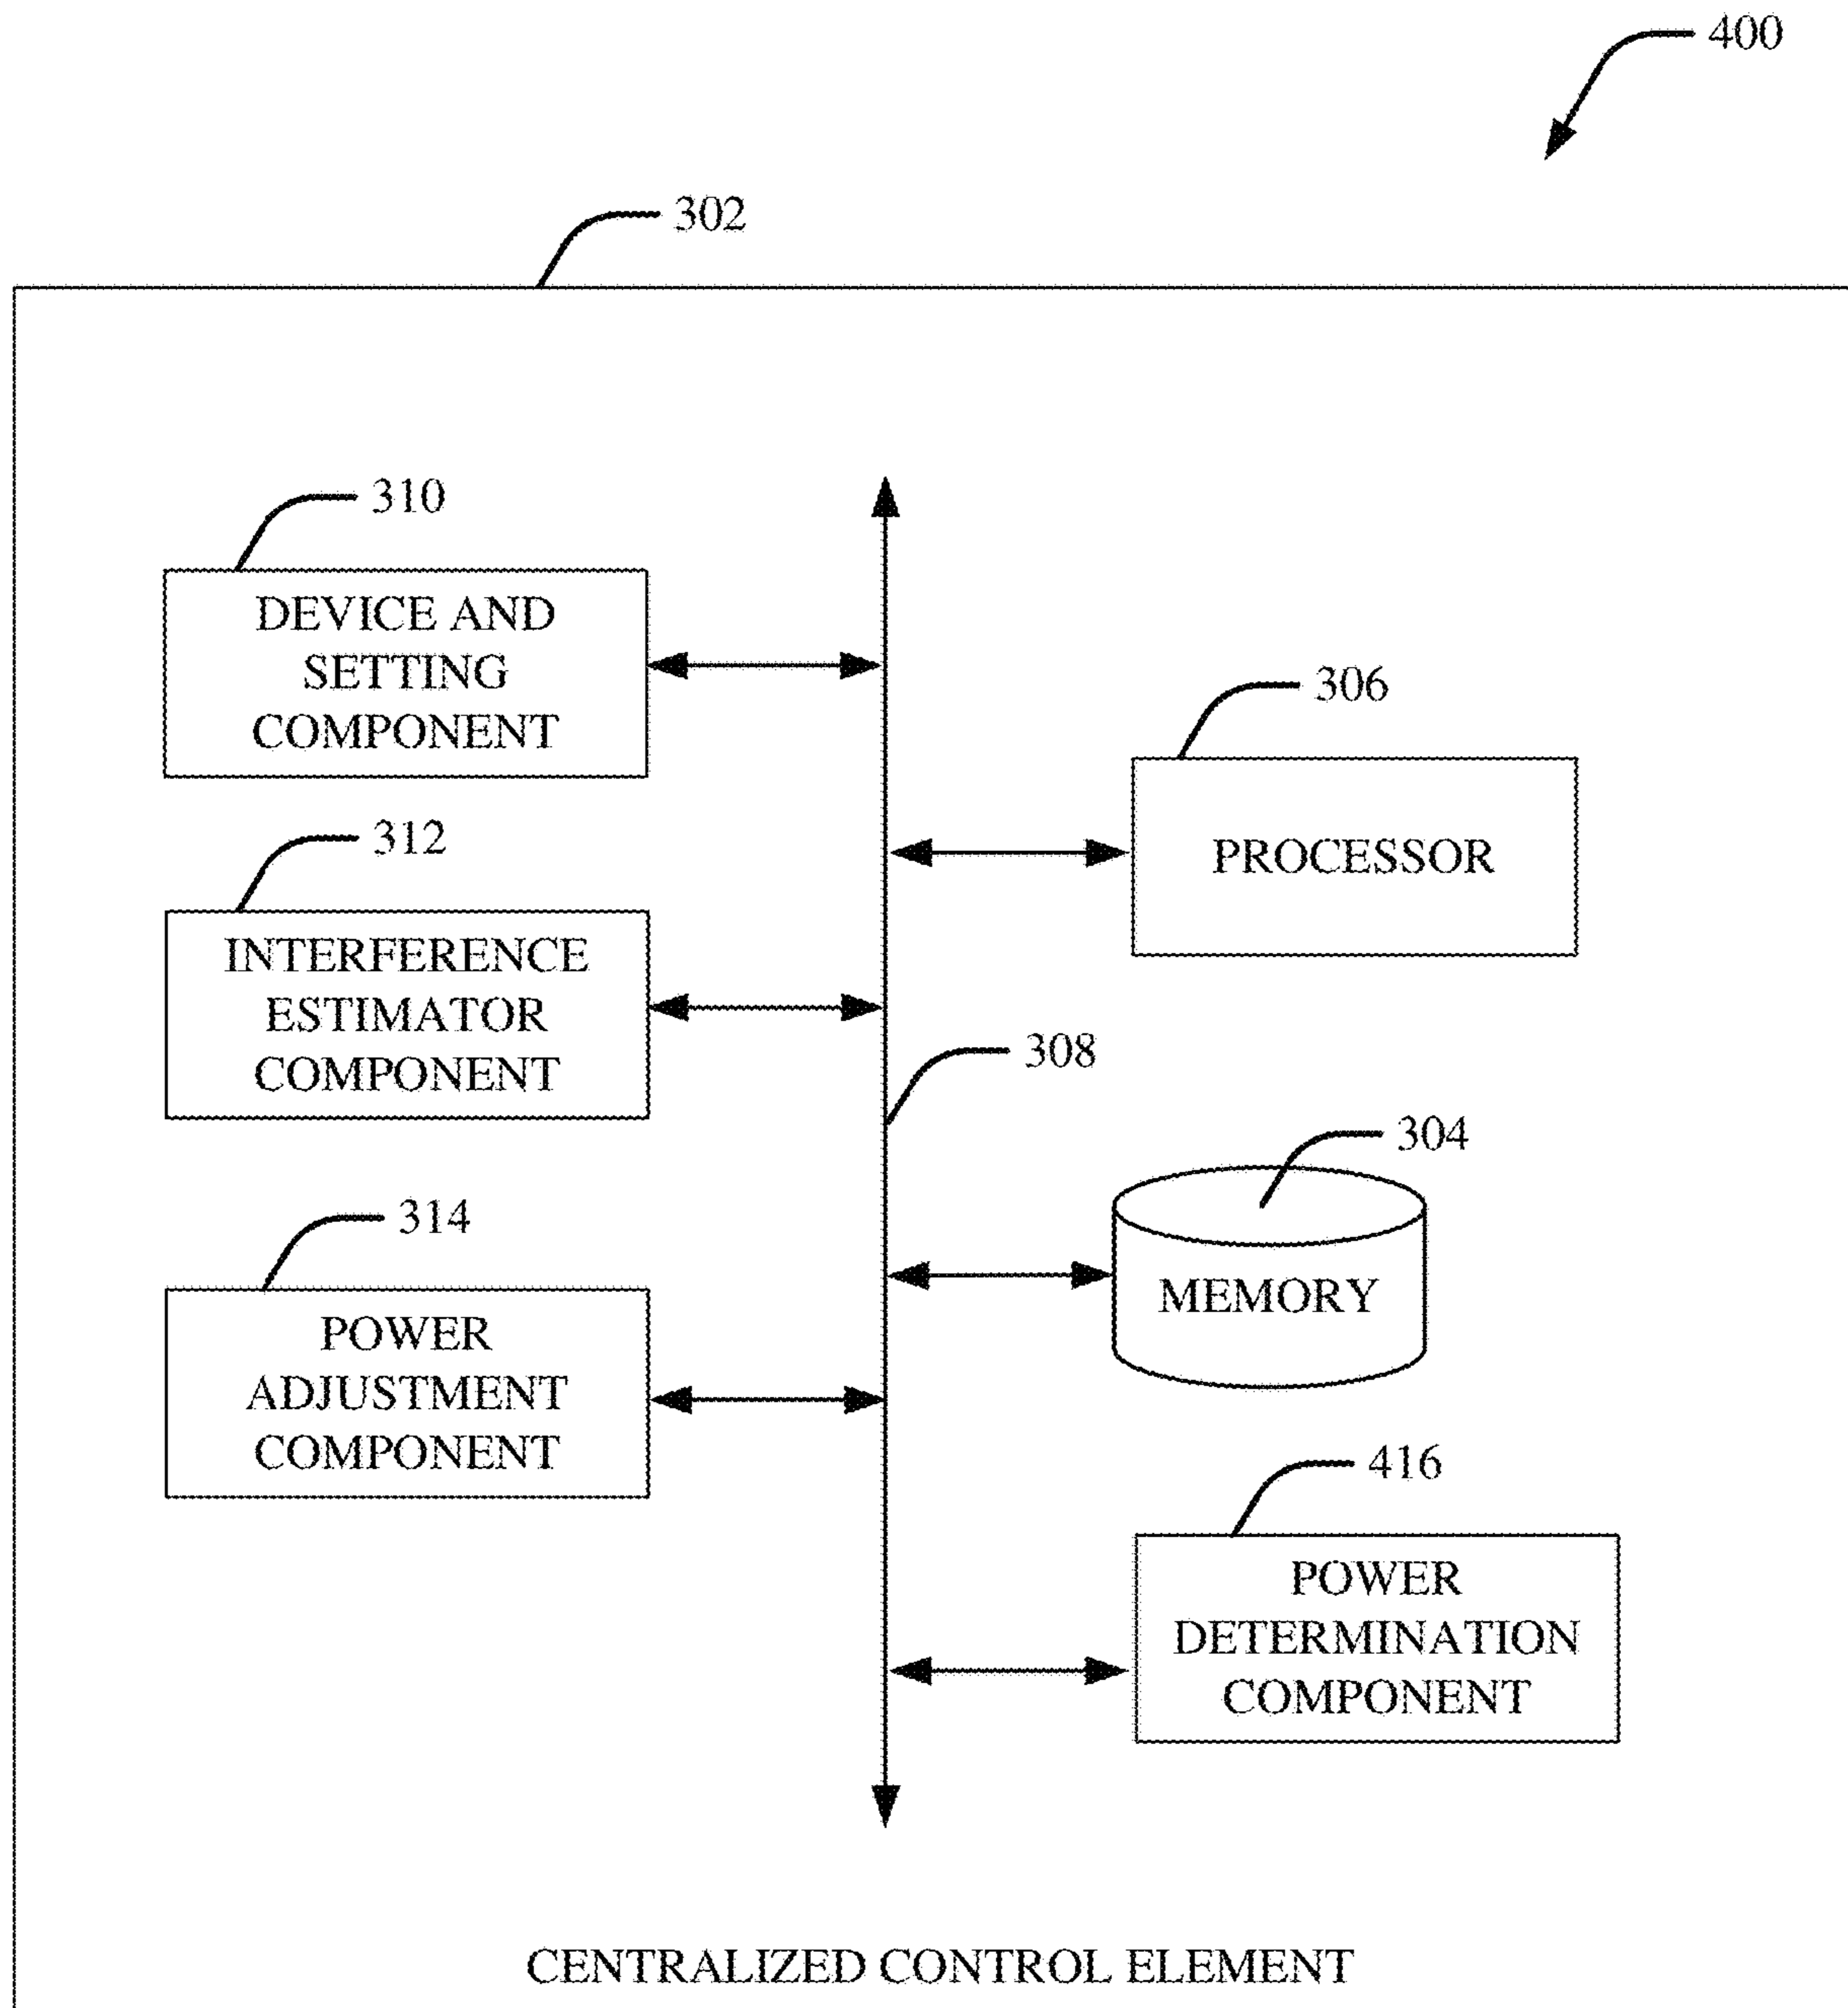 400
302
310
DEVICE AND
SETTING
COMPONENT
306
PROCESSOR
312
INTERFERENCE
ESTIMATOR
COMPONENT
308
304
MEMORY
314
POWER
ADJUSTMENT
COMPONENT
416
POWER
DETERMINATION
COMPONENT
CENTRALIZED CONTROL ELEMENT